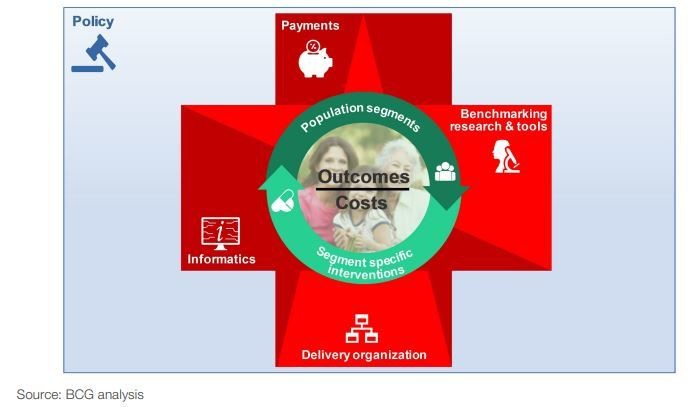 Policy
Payments
Population segments
Benchmarking
research & tools
Outcomes
Costs
Informatics
Segment specific
interventions
Delivery organization
Source: BCG analysis